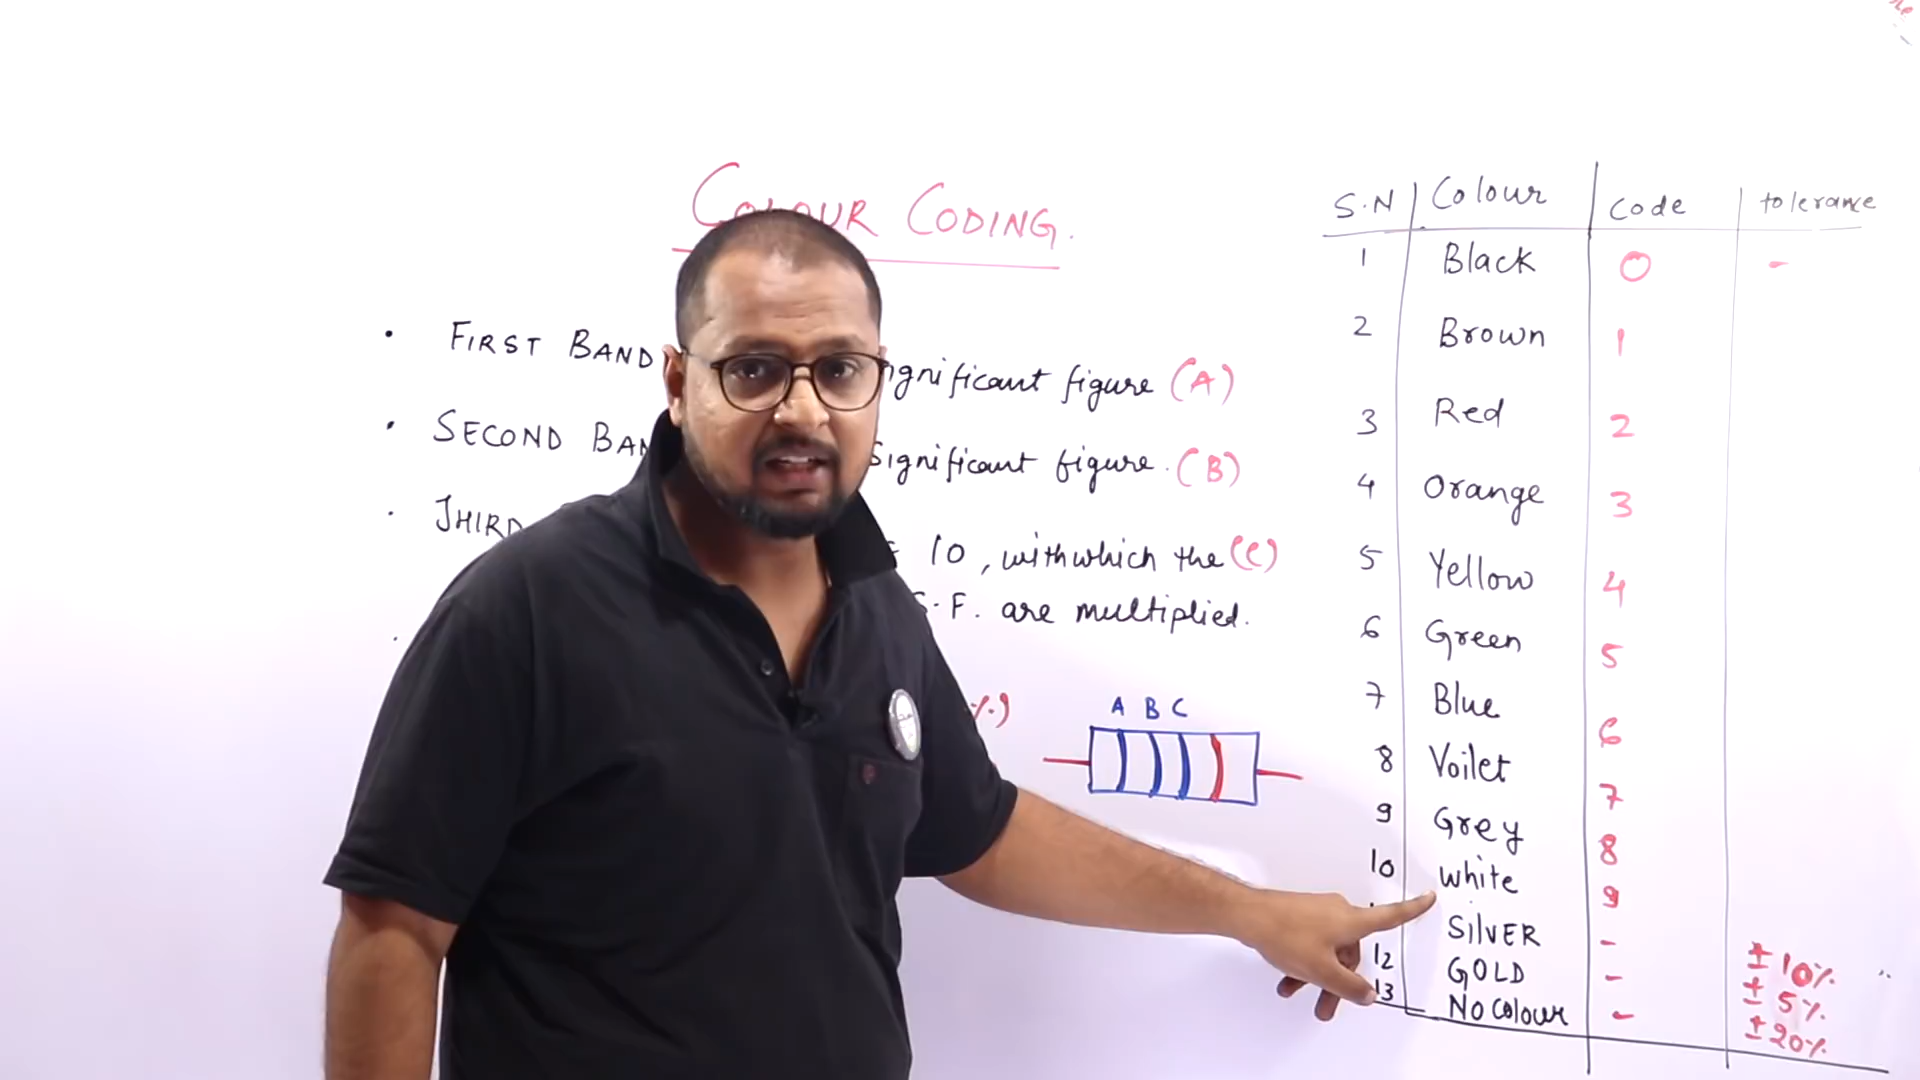 COLOUR CODING.
• FIRST BAND gnificant figure (A)
• SECOND BAN Significant figure. (B)
• THIRD 10, with which the (C)
S.F. are multiplied.
%)
A B C
S.N Colour Code tolerance
1 Black 0 -
2 Brown 1
3 Red 2
4 Orange 3
5 Yellow 4
6 Green 5
7 Blue 6
8 Voilet 7
9 Grey 8
10 white 9
SILVER - ± 10%
12 GOLD - ± 5%
13 No colour - ± 20%